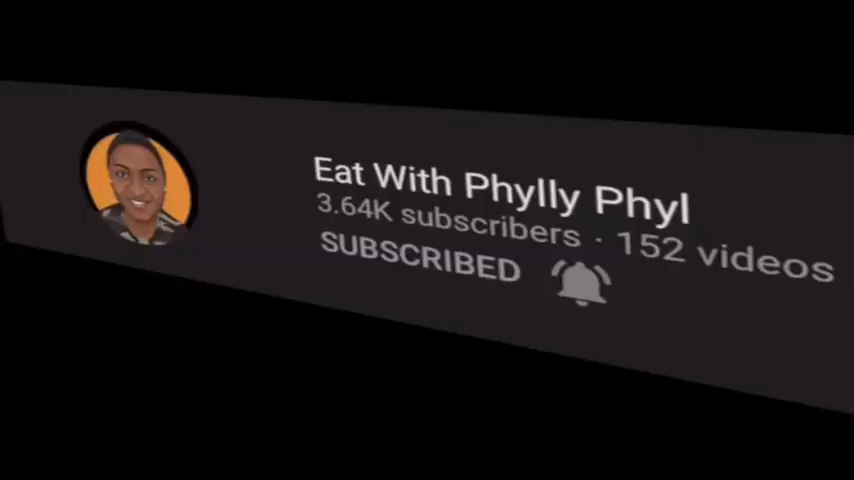 Eat With Phylly Phyl
3.64K subscribers · 152 videos
SUBSCRIBED